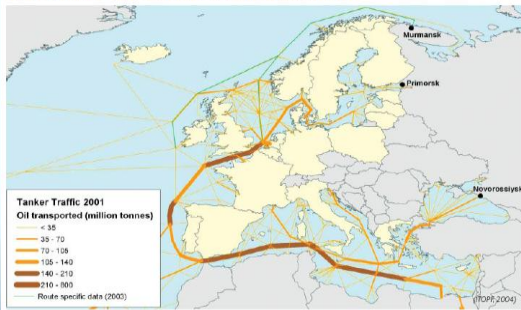 Murmansk
Primorsk
Novorossiysk
Tanker Traffic 2001
Oil transported (million tonnes)
< 35
35 - 70
70 - 105
105 - 140
140 - 210
210 - 800
Route specific data (2003)
(ITOPF, 2004)